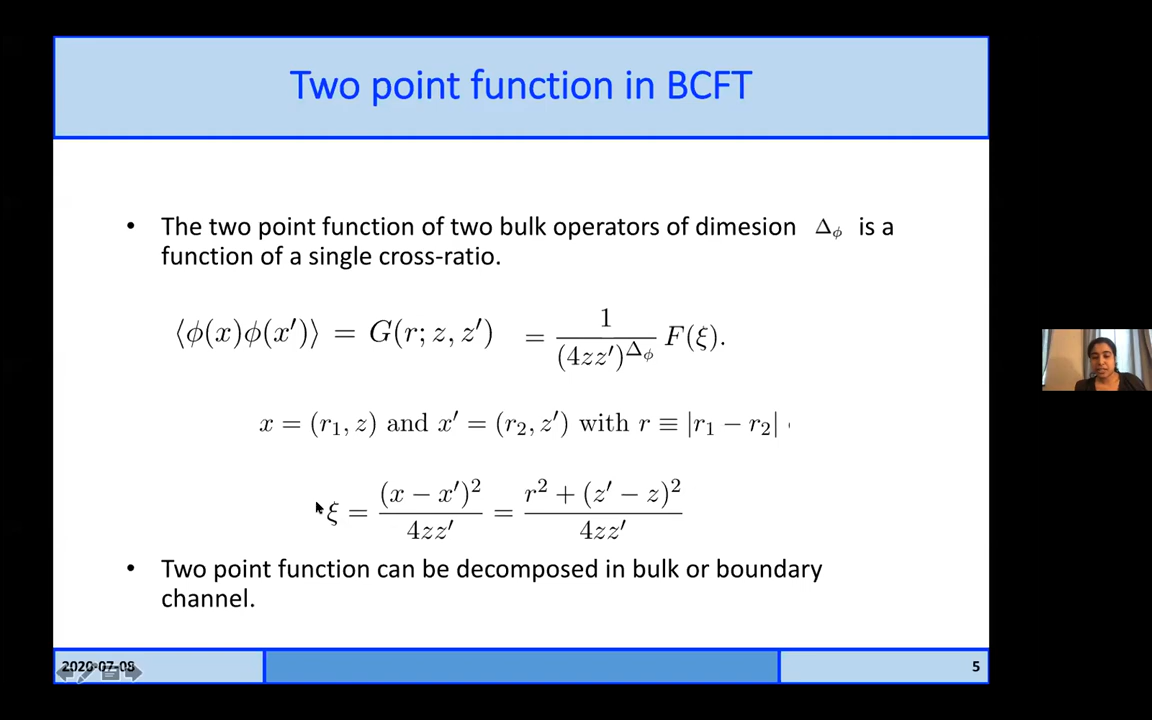 Two point function in BCFT
• The two point function of two bulk operators of dimesion Δ_ϕ is a
function of a single cross-ratio.
⟨ϕ(x)ϕ(x′)⟩ = G(r; z, z′) = 1/(4zz′)^{Δ_ϕ} F(ξ).
x = (r₁, z) and x′ = (r₂, z′) with r ≡ |r₁ − r₂|
ξ = (x − x′)²/4zz′ = r² + (z′ − z)²/4zz′
• Two point function can be decomposed in bulk or boundary
channel.
2020-07-08
5